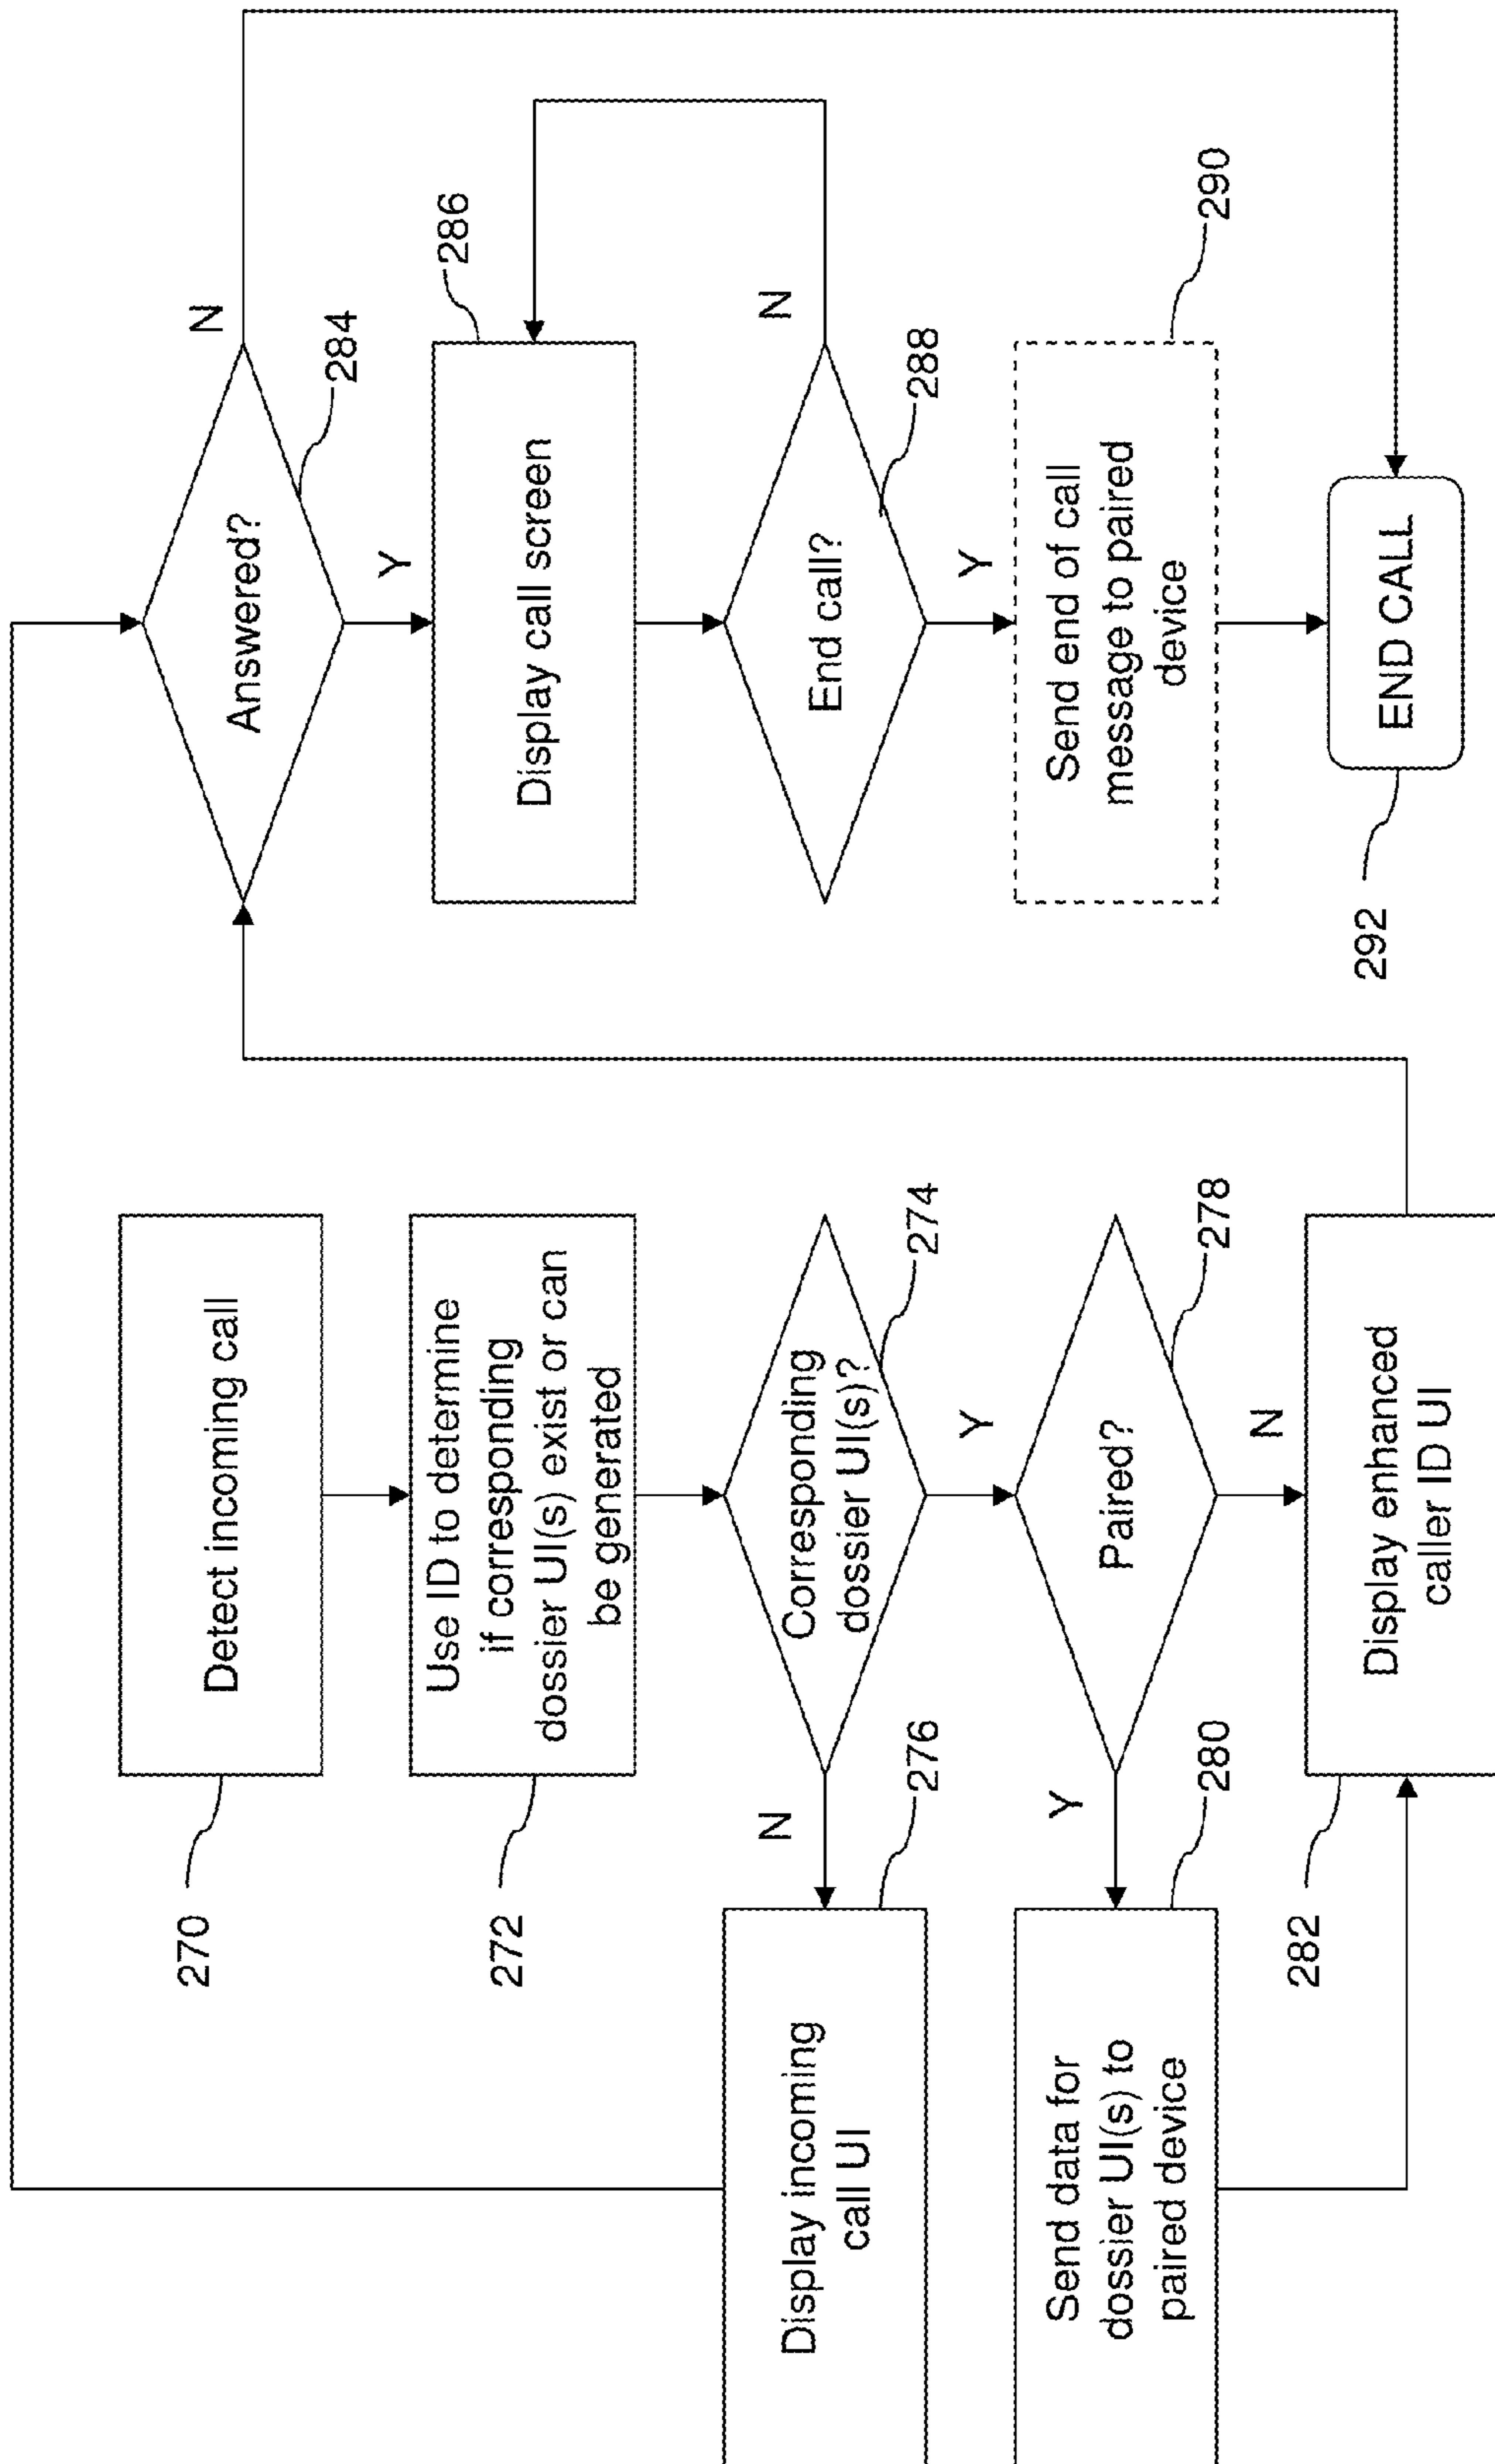 Detect incoming call
270
Use ID to determine
if corresponding
dossier UI(s) exist or can
be generated
272
Corresponding
dossier UI(s)?
274
N
Y
Display incoming
call UI
276
Paired?
278
Y
N
Send data for
dossier UI(s) to
paired device
280
Display enhanced
caller ID UI
282
Answered?
284
N
Y
Display call screen
286
End call?
288
N
Y
Send end of call
message to paired
device
290
END CALL
292